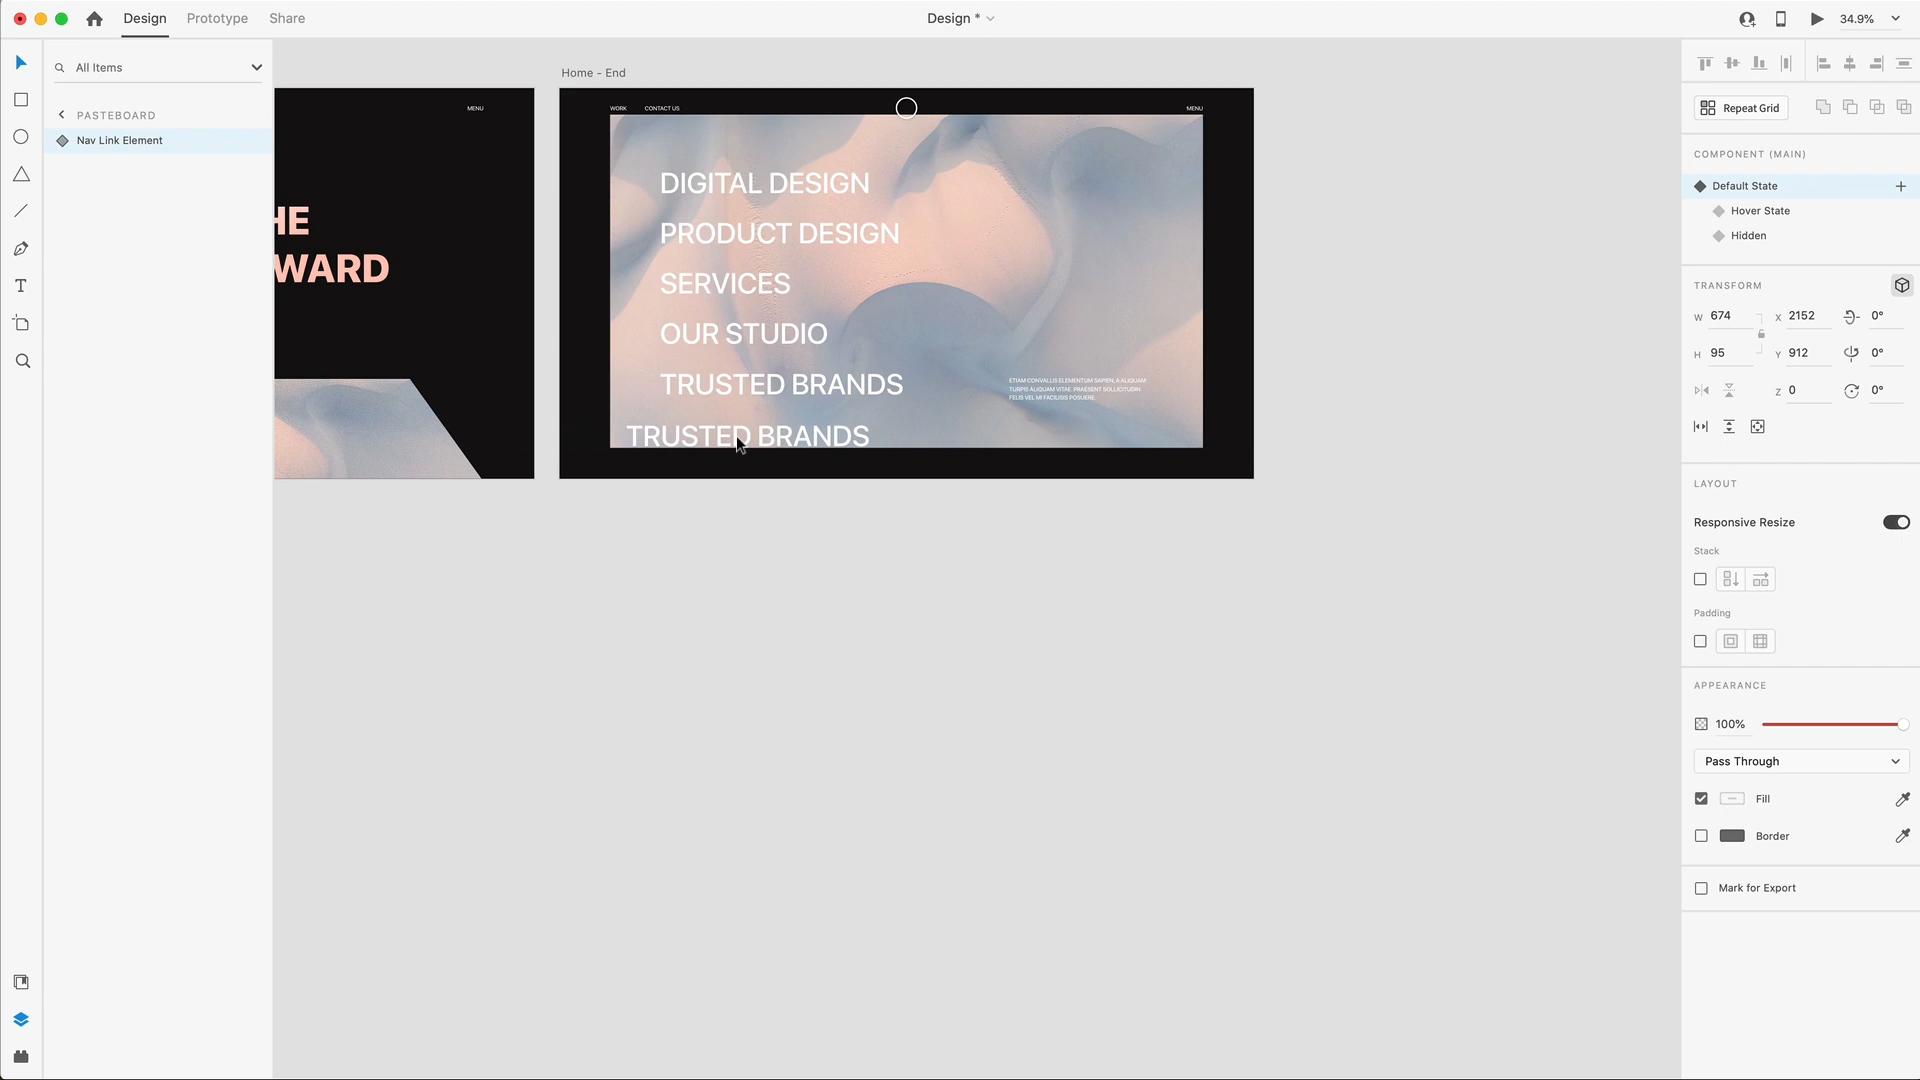 Design
Prototype
Share
Design *
34.9%
All Items
PASTEBOARD
Nav Link Element
MENU
HE
WARD
Home - End
WORK
CONTACT US
MENU
DIGITAL DESIGN
PRODUCT DESIGN
SERVICES
OUR STUDIO
TRUSTED BRANDS
TRUSTED BRANDS
ETIAM CONVALLIS ELEMENTUM SAPIEN, A ALIQUAM
TURPIS ALIQUAM VITAE. PRAESENT SOLLICITUDIN
FELIS VEL MI FACILISIS POSUERE.
Repeat Grid
COMPONENT (MAIN)
Default State
Hover State
Hidden
TRANSFORM
W 674 X 2152 0°
H 95 Y 912 0°
Z 0 0°
LAYOUT
Responsive Resize
Stack
Padding
APPEARANCE
100%
Pass Through
Fill
Border
Mark for Export
T